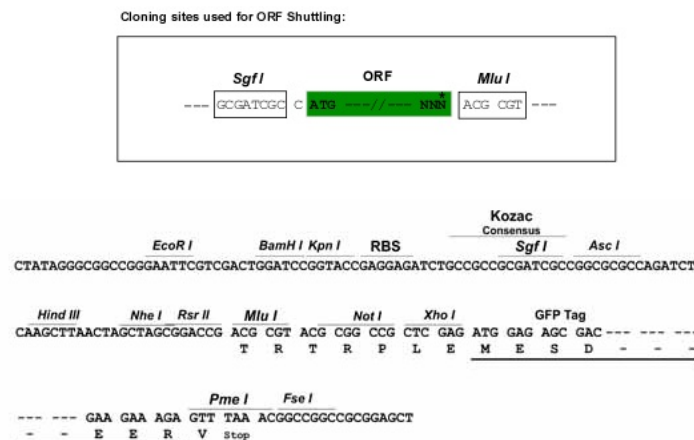 Cloning sites used for ORF Shuttling:
Sgf I ORF Mlu I
--- GCGATCGC C ATG ---//--- NNN* ACG CGT ---
Kozac
Consensus
EcoR I BamH I Kpn I RBS Sgf I Asc I
CTATAGGGCGGCCGGGAATTCGTCGACTGGATCCGGTACCGAGGAGATCTGCCGCCGCGATCGCCGGCGCGCCAGATCT
Hind III Nhe I Rsr II Mlu I Not I Xho I GFP Tag
CAAGCTTAACTAGCTAGCGGACCG ACG CGT ACG CGG CCG CTC GAG ATG GAG AGC GAC --- --- ---
T R T R P L E M E S D - - -
Pme I Fse I
--- --- GAA GAA AGA GTT TAA ACGGCCGGCCGCGGAGCT
- - E E R V Stop